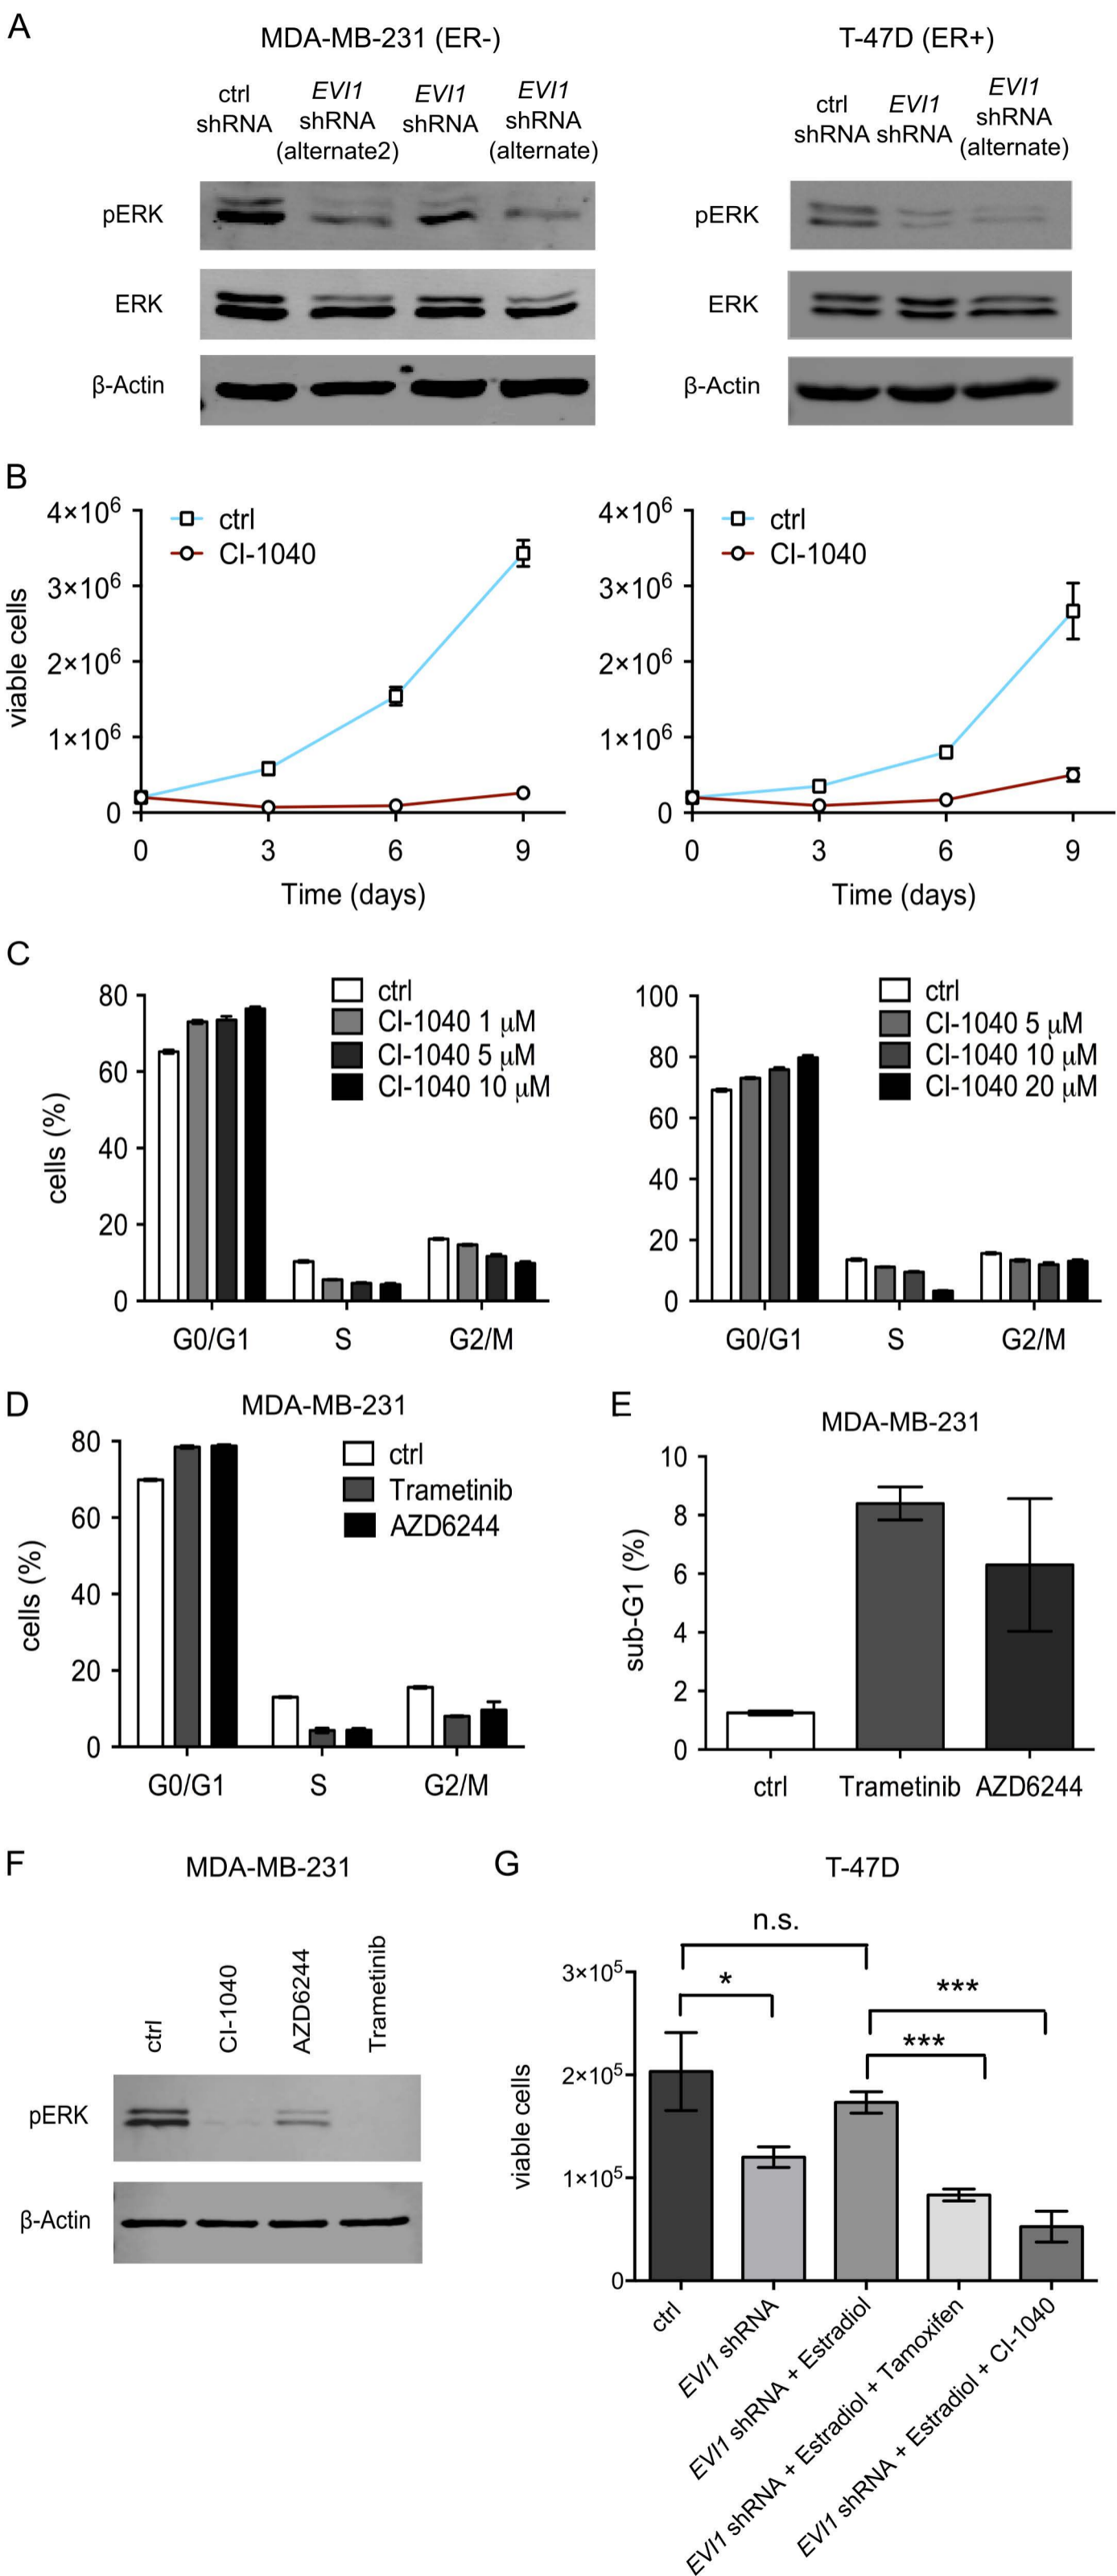 A
MDA-MB-231 (ER-)
T-47D (ER+)
ctrl
shRNA
EVI1
shRNA
(alternate2)
EVI1
shRNA
EVI1
shRNA
(alternate)
ctrl
shRNA
EVI1
shRNA
EVI1
shRNA
(alternate)
pERK
ERK
β-Actin
pERK
ERK
β-Actin
B
viable cells
4×10⁶
3×10⁶
2×10⁶
1×10⁶
0
ctrl
CI-1040
0 3 6 9
Time (days)
4×10⁶
3×10⁶
2×10⁶
1×10⁶
0
ctrl
CI-1040
0 3 6 9
Time (days)
C
cells (%)
80
60
40
20
0
ctrl
CI-1040 1 μM
CI-1040 5 μM
CI-1040 10 μM
G0/G1 S G2/M
100
80
60
40
20
0
ctrl
CI-1040 5 μM
CI-1040 10 μM
CI-1040 20 μM
G0/G1 S G2/M
D
MDA-MB-231
cells (%)
80
60
40
20
0
ctrl
Trametinib
AZD6244
G0/G1 S G2/M
E
MDA-MB-231
sub-G1 (%)
10
8
6
4
2
0
ctrl Trametinib AZD6244
F
MDA-MB-231
ctrl
CI-1040
AZD6244
Trametinib
pERK
β-Actin
G
T-47D
n.s.
*
***
***
viable cells
3×10⁵
2×10⁵
1×10⁵
0
ctrl
EVI1 shRNA
EVI1 shRNA + Estradiol
EVI1 shRNA + Estradiol + Tamoxifen
EVI1 shRNA + Estradiol + CI-1040